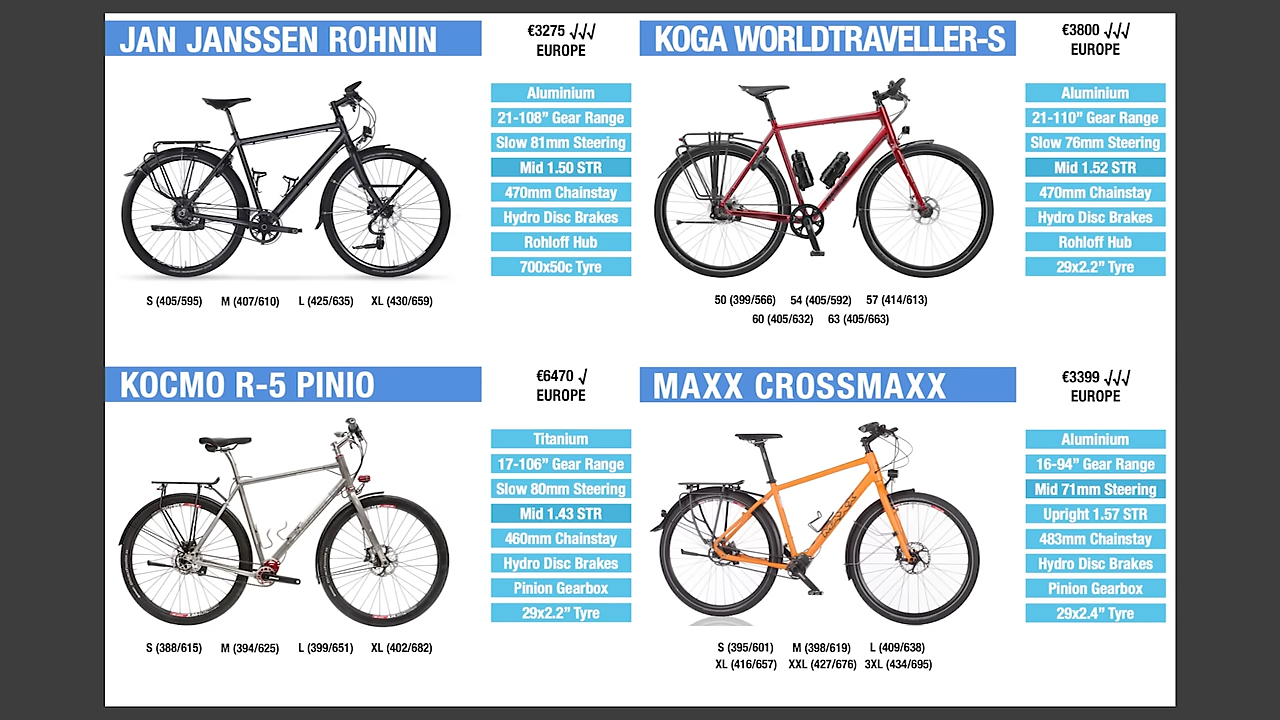 JAN JANSSEN ROHNIN
€3275 ✓✓✓
EUROPE
Aluminium
21-108” Gear Range
Slow 81mm Steering
Mid 1.50 STR
470mm Chainstay
Hydro Disc Brakes
Rohloff Hub
700x50c Tyre
S (405/595) M (407/610) L (425/635) XL (430/659)
KOGA WORLDTRAVELLER-S
€3800 ✓✓✓
EUROPE
Aluminium
21-110” Gear Range
Slow 76mm Steering
Mid 1.52 STR
470mm Chainstay
Hydro Disc Brakes
Rohloff Hub
29x2.2” Tyre
50 (399/566) 54 (405/592) 57 (414/613)
60 (405/632) 63 (405/663)
KOCMO R-5 PINIO
€6470 ✓
EUROPE
Titanium
17-106” Gear Range
Slow 80mm Steering
Mid 1.43 STR
460mm Chainstay
Hydro Disc Brakes
Pinion Gearbox
29x2.2” Tyre
S (388/615) M (394/625) L (399/651) XL (402/682)
MAXX CROSSMAXX
€3399 ✓✓✓
EUROPE
Aluminium
16-94” Gear Range
Mid 71mm Steering
Upright 1.57 STR
483mm Chainstay
Hydro Disc Brakes
Pinion Gearbox
29x2.4” Tyre
MAXX
S (395/601) M (398/619) L (409/638)
XL (416/657) XXL (427/676) 3XL (434/695)